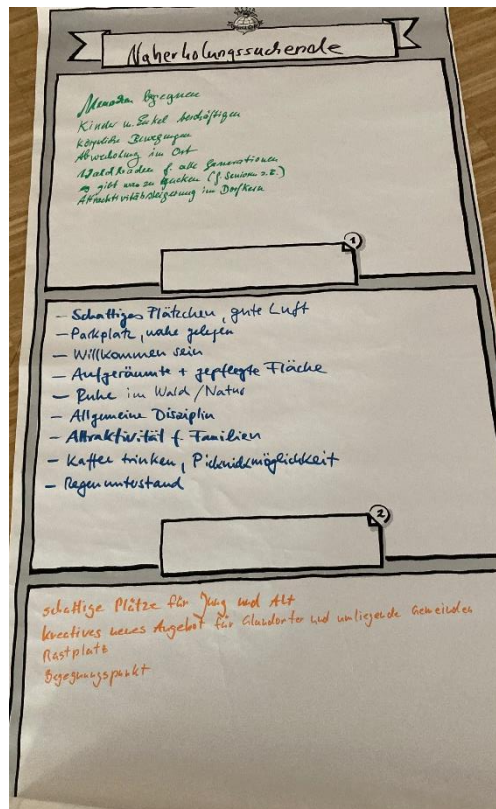 Naherholungssuchende
Menschen begegnen
Kinder u. Enkel beschäftigen
körperliche Bewegungen
Abwechslung im Ort
Waldbaden f. alle Generationen
es gibt was zu gucken (f. Senioren z.B.)
Attraktivitätssteigerung im Dorfkern
1
- Schattiges Plätzchen, gute Luft
- Parkplatz, nahe gelegen
- Willkommen sein
- Aufgeräumte + gepflegte Fläche
- Ruhe im Wald/Natur
- Allgemeine Disziplin
- Attraktivität f. Familien
- Kaffee trinken, Picknickmöglichkeit
- Regenunterstand
2
schattige Plätze für Jung und Alt
kreatives neues Angebot für Glandorfer und umliegende Gemeinden
Rastplatz
Begegnungspunkt